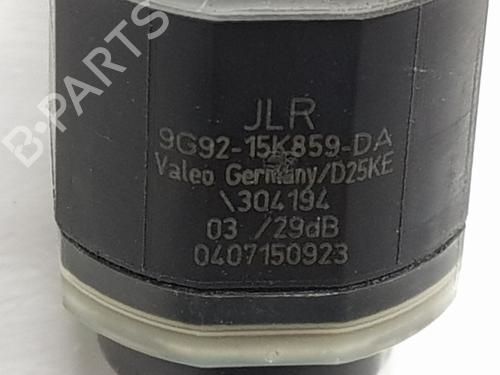 B-PARTS
JLR
9G92-15K859-DA
Valeo Germany/D25KE
\304194
03 /29dB
0407150923